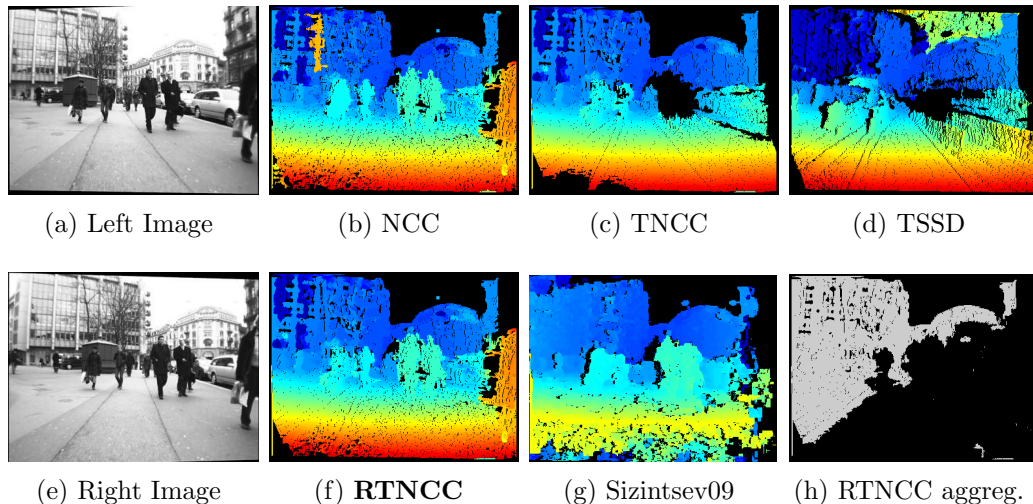 (a) Left Image
(b) NCC
(c) TNCC
(d) TSSD
(e) Right Image
(f) RTNCC
(g) Sizintsev09
(h) RTNCC aggreg.